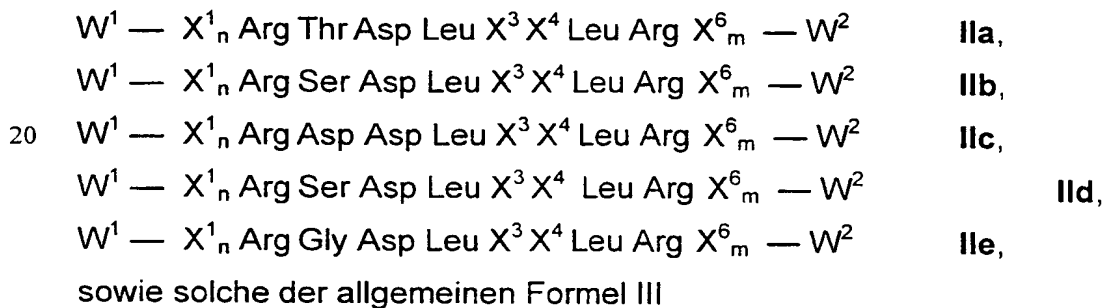 W¹ — X¹ₙ Arg Thr Asp Leu X³ X⁴ Leu Arg X⁶ₘ — W² IIa,
W¹ — X¹ₙ Arg Ser Asp Leu X³ X⁴ Leu Arg X⁶ₘ — W² IIb,
20 W¹ — X¹ₙ Arg Asp Asp Leu X³ X⁴ Leu Arg X⁶ₘ — W² IIc,
W¹ — X¹ₙ Arg Ser Asp Leu X³ X⁴ Leu Arg X⁶ₘ — W² IId,
W¹ — X¹ₙ Arg Gly Asp Leu X³ X⁴ Leu Arg X⁶ₘ — W² IIe,
sowie solche der allgemeinen Formel III